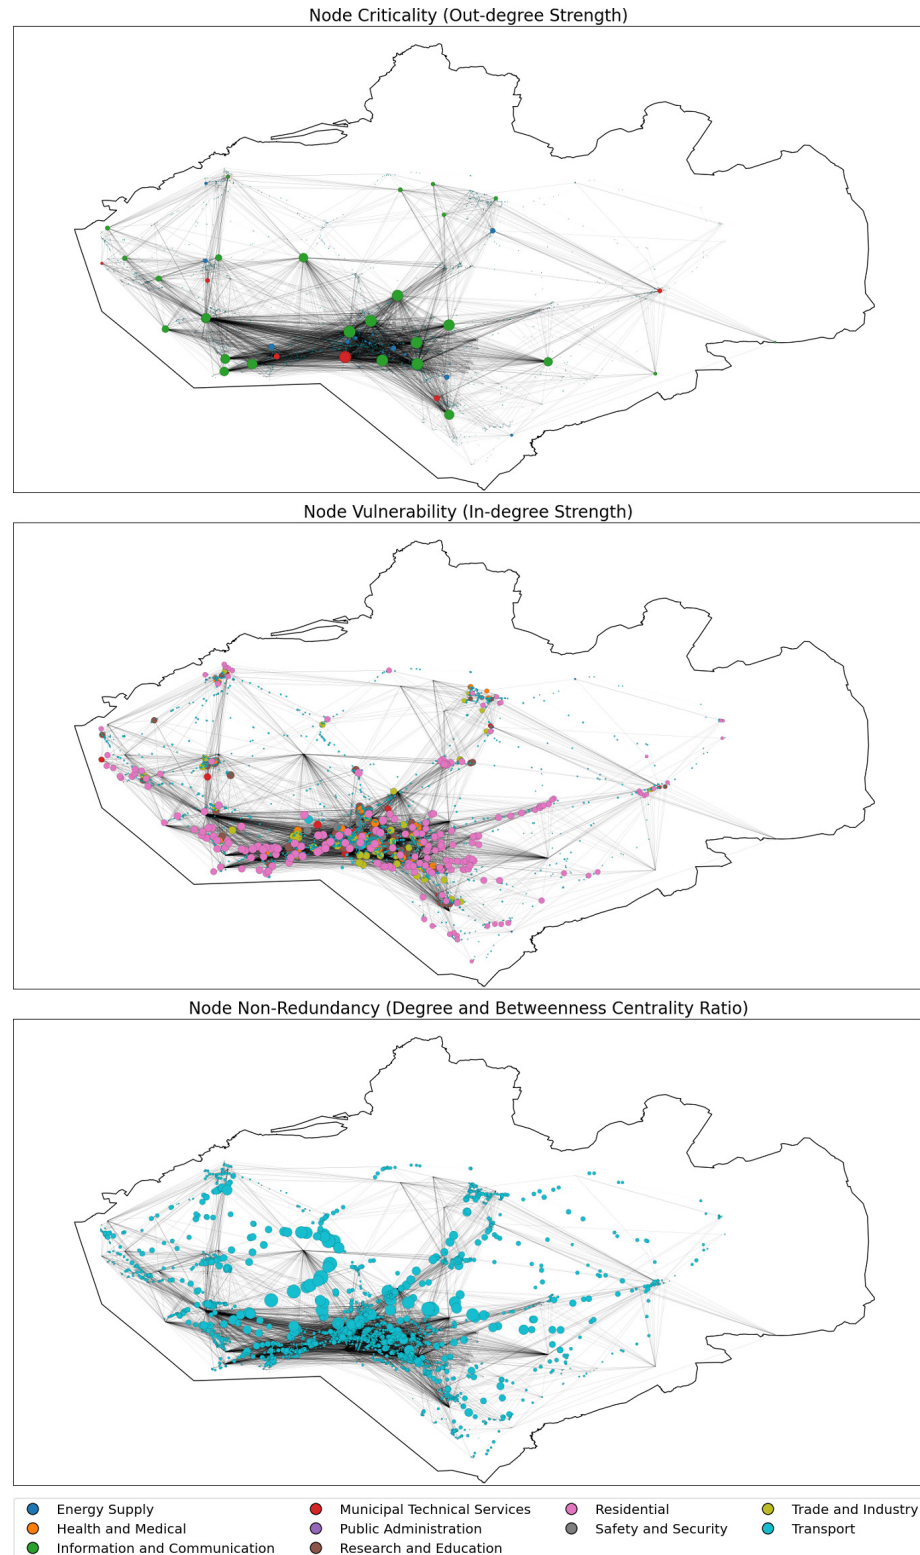 Node Criticality (Out-degree Strength)
Node Vulnerability (In-degree Strength)
Node Non-Redundancy (Degree and Betweenness Centrality Ratio)
Energy Supply
Health and Medical
Information and Communication
Municipal Technical Services
Public Administration
Research and Education
Residential
Safety and Security
Trade and Industry
Transport